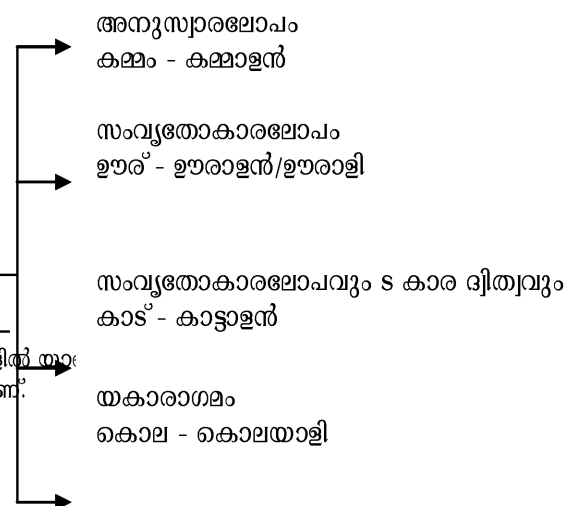 അനുസ്വാരലോപം
കമ്മം - കമ്മാളൻ
സംവൃതോകാരലോപം
ഊര് - ഊരാളൻ/ഊരാളി
സംവൃതോകാരലോപവും ട കാര ദ്വിത്വവും
കാട് - കാട്ടാളൻ
യകാരാഗമം
കൊല - കൊലയാളി